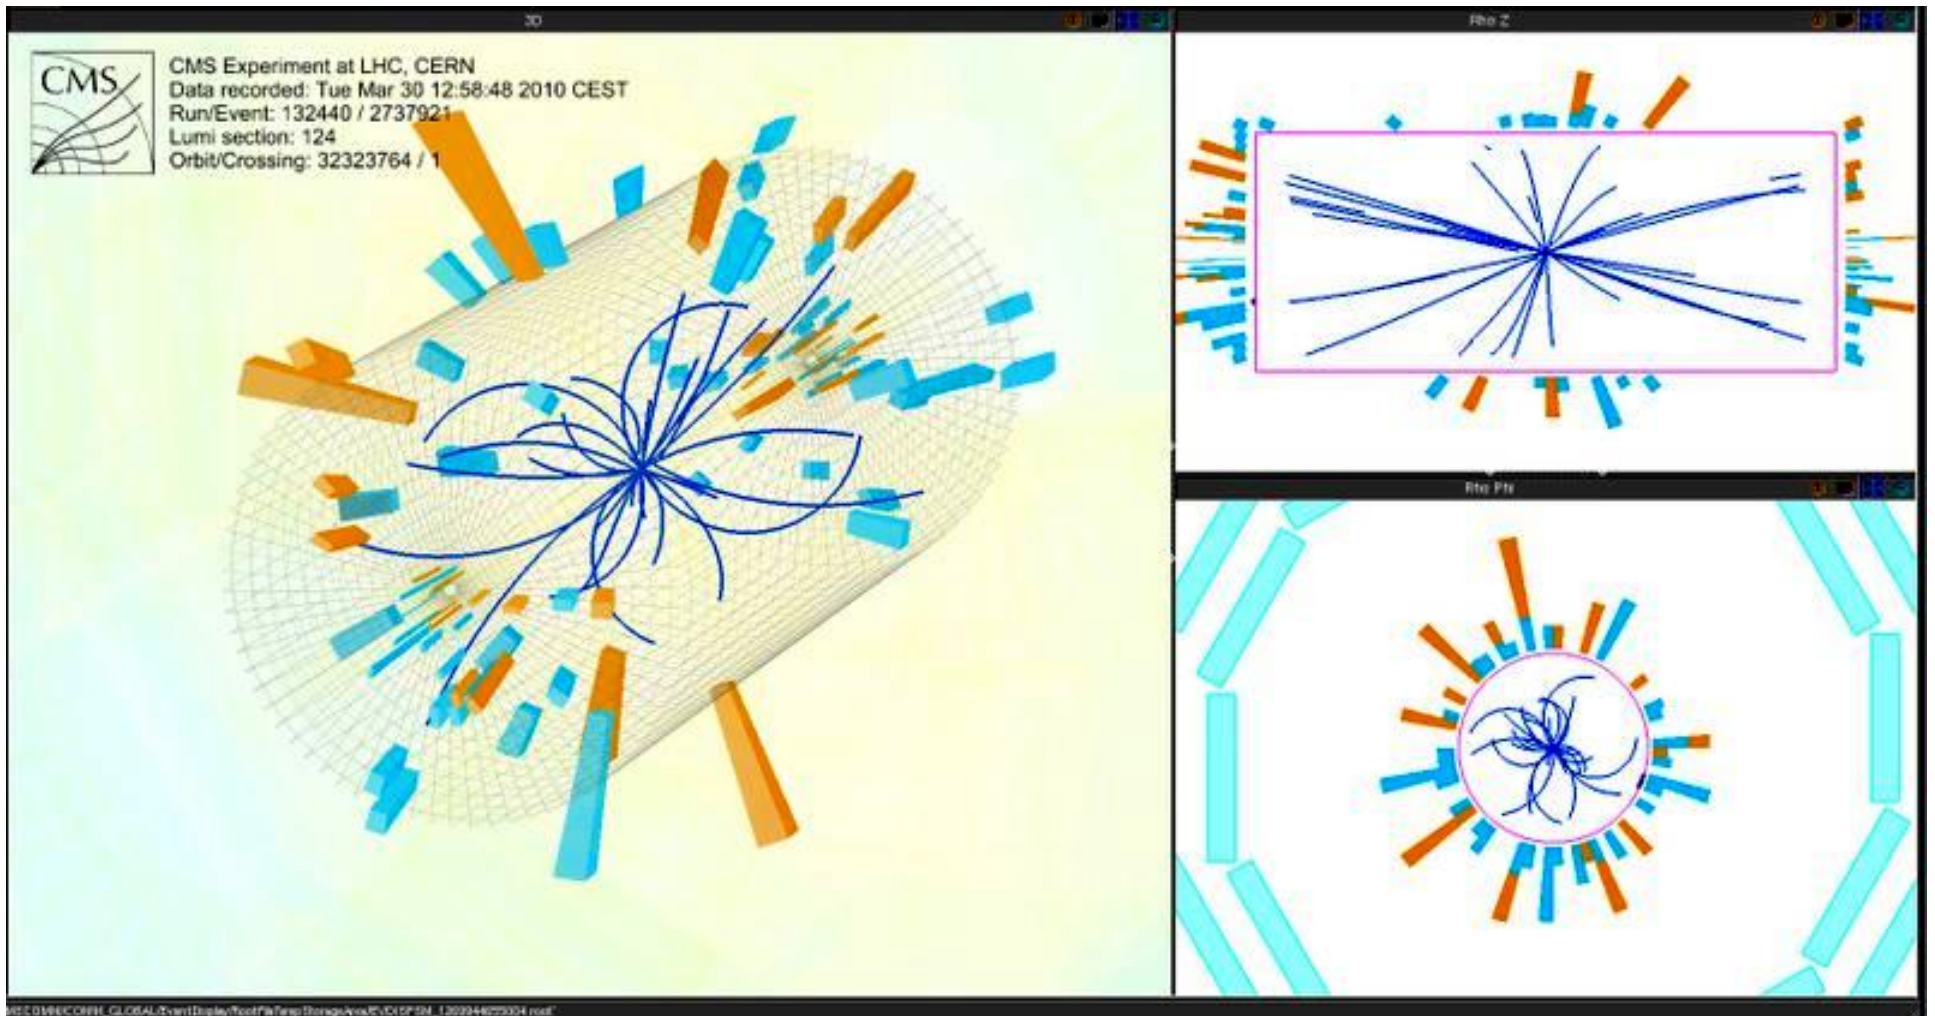 3D
CMS
CMS Experiment at LHC, CERN
Data recorded: Tue Mar 30 12:58:48 2010 CEST
Run/Event: 132440 / 2737921
Lumi section: 124
Orbit/Crossing: 32323764 / 1
Rho Z
Rho Phi